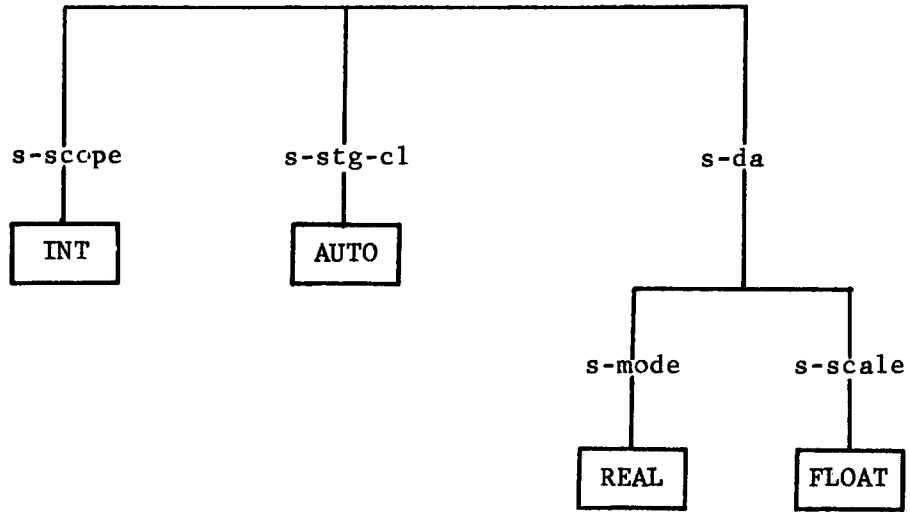 s-scope s-stg-cl s-da
INT AUTO
s-mode s-scale
REAL FLOAT